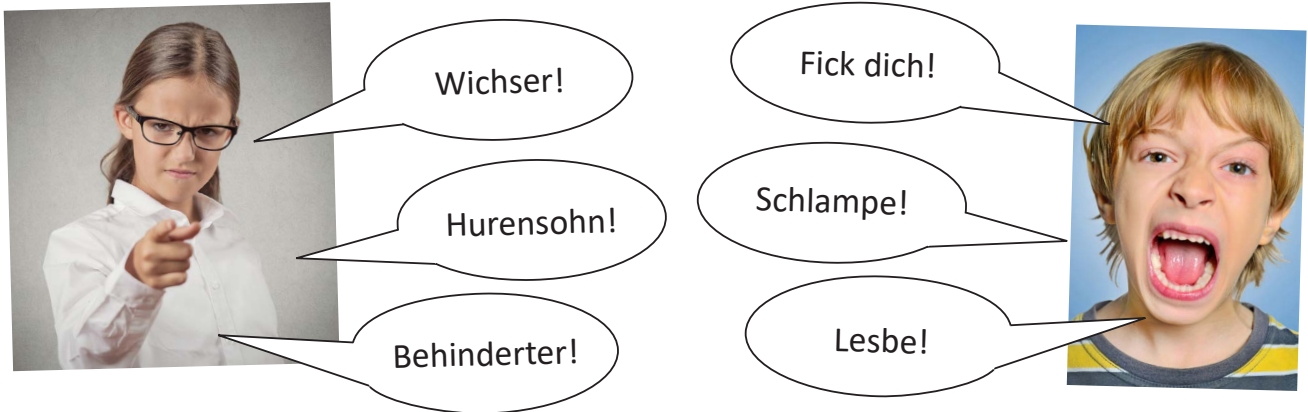 Wichser!
Hurensohn!
Behinderter!
Fick dich!
Schlampe!
Lesbe!